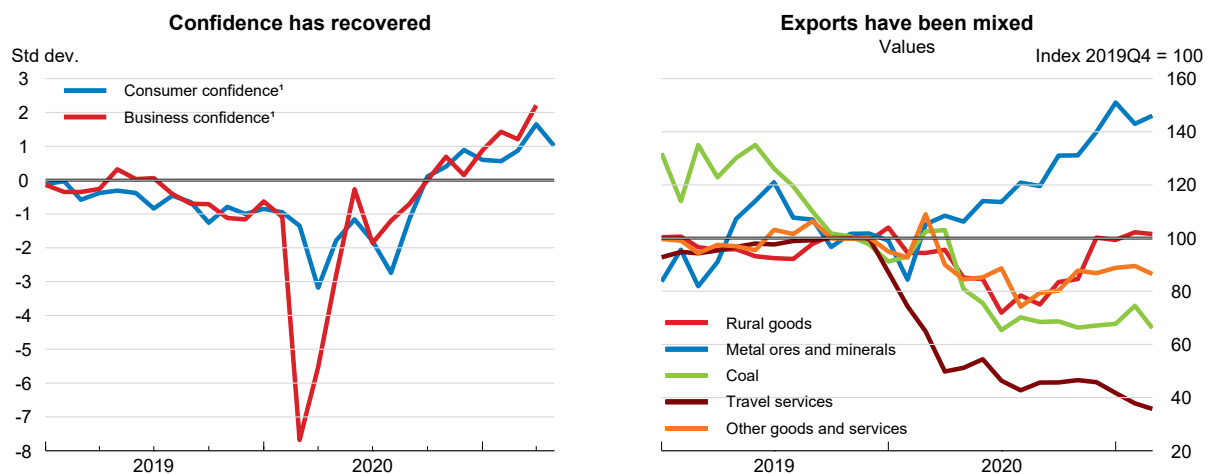 Confidence has recovered
Std dev.
3
2
1
0
-1
-2
-3
-4
-5
-6
-7
-8
Consumer confidence¹
Business confidence¹
2019
2020
Exports have been mixed
Values
Index 2019Q4 = 100
160
140
120
100
80
60
40
20
Rural goods
Metal ores and minerals
Coal
Travel services
Other goods and services
2019
2020